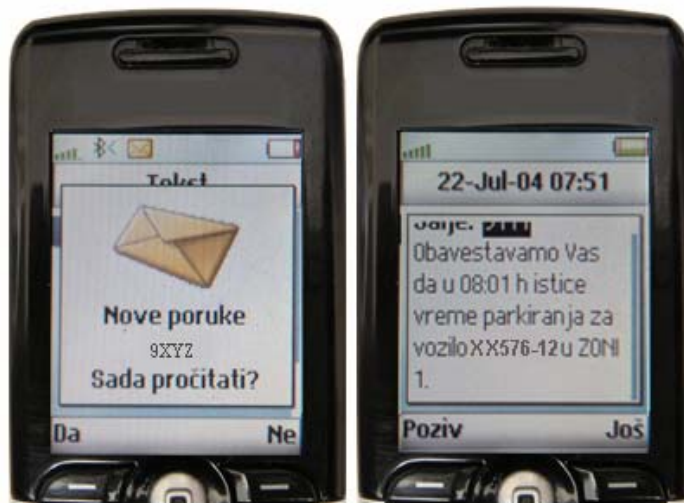 Tekst
Nove poruke
9XYZ
Sada pročitati?
Da Ne
22-Jul-04 07:51
Obavestavamo Vas
da u 08:01 h istice
vreme parkiranja za
vozilo XX576-12 u ZONI
1.
Poziv Još